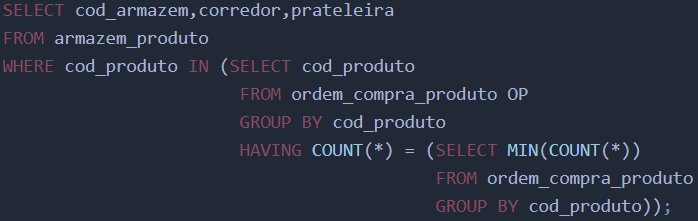 SELECT cod_armazem,corredor,prateleira
FROM armazem_produto
WHERE cod_produto IN (SELECT cod_produto
FROM ordem_compra_produto OP
GROUP BY cod_produto
HAVING COUNT(*) = (SELECT MIN(COUNT(*))
FROM ordem_compra_produto
GROUP BY cod_produto));